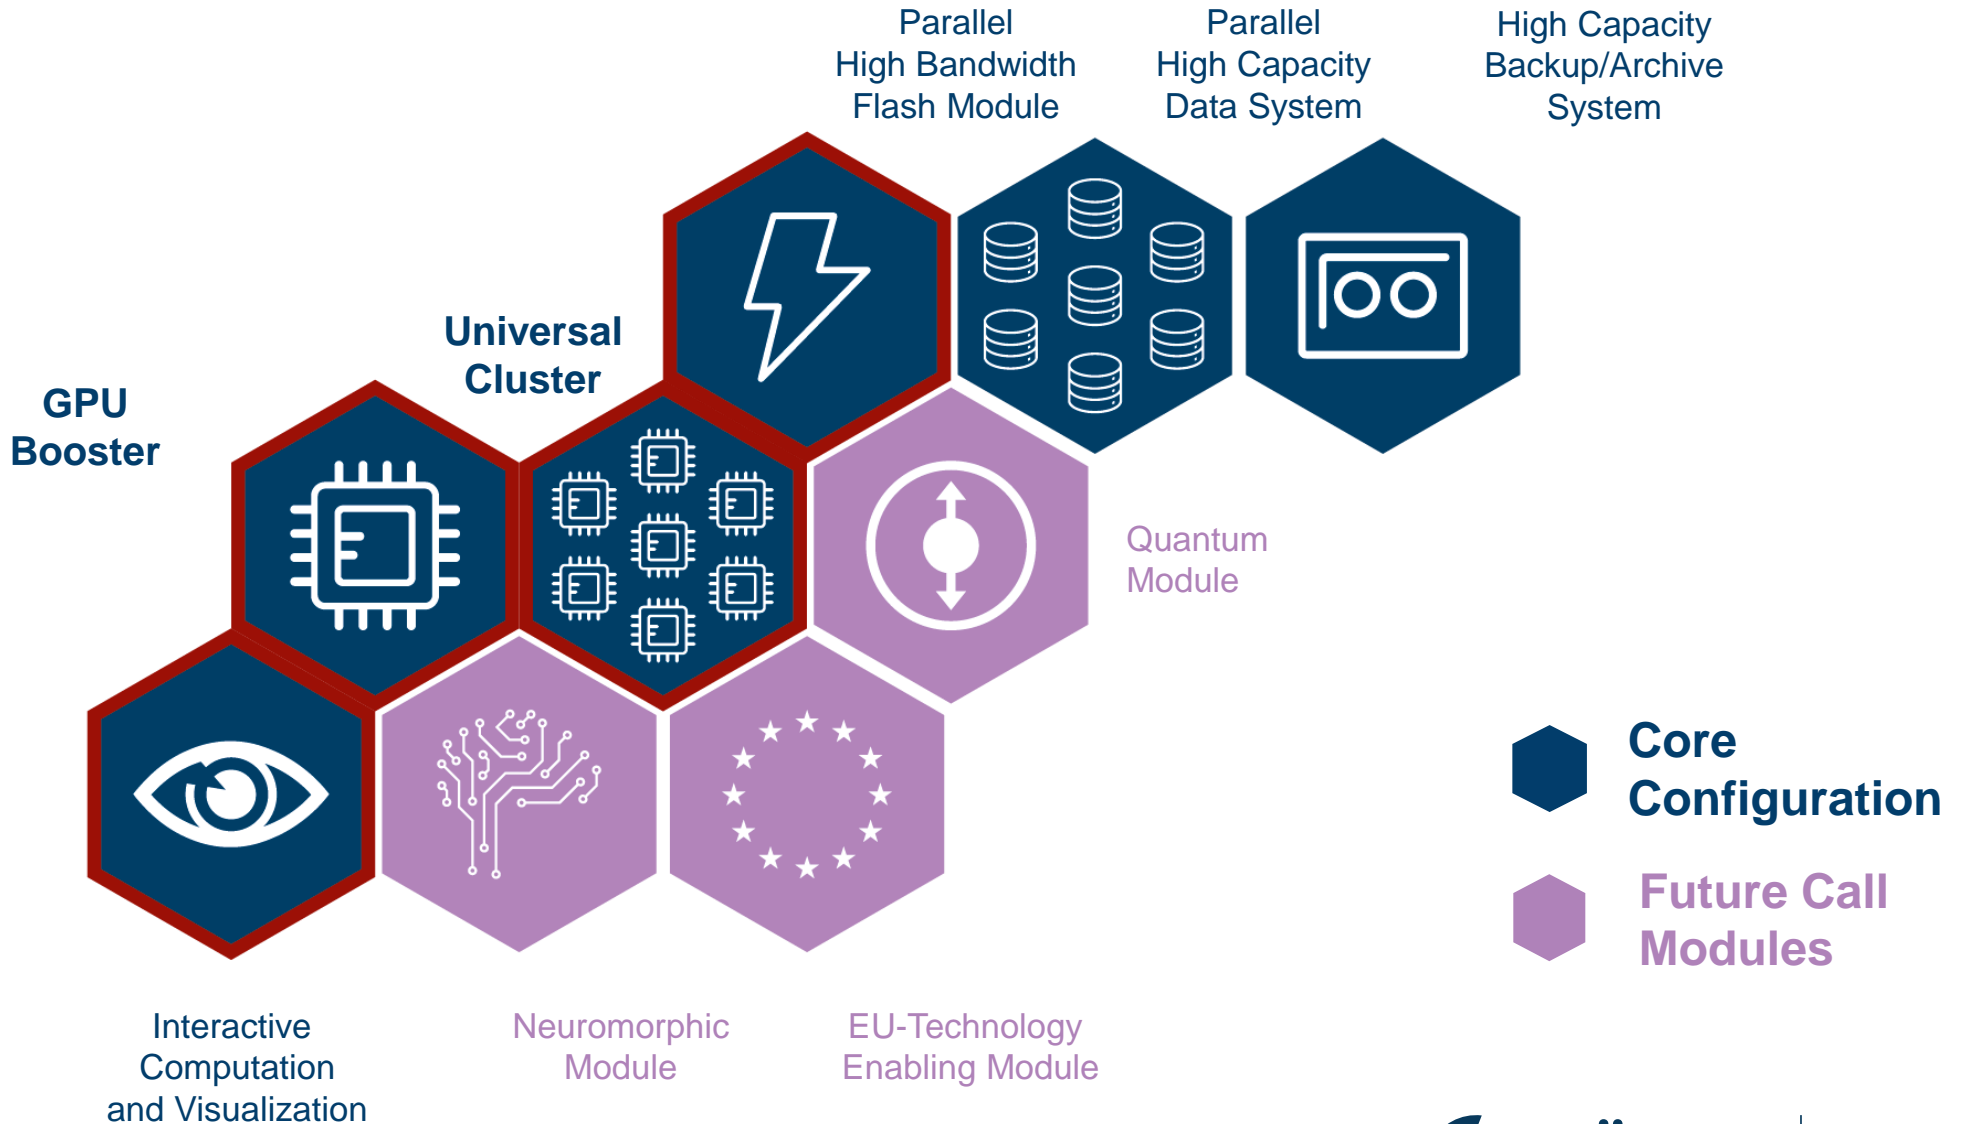 Parallel
High Bandwidth
Flash Module
Parallel
High Capacity
Data System
High Capacity
Backup/Archive
System
Universal
Cluster
GPU
Booster
Quantum
Module
Core
Configuration
Future Call
Modules
Interactive
Computation
and Visualization
Neuromorphic
Module
EU-Technology
Enabling Module